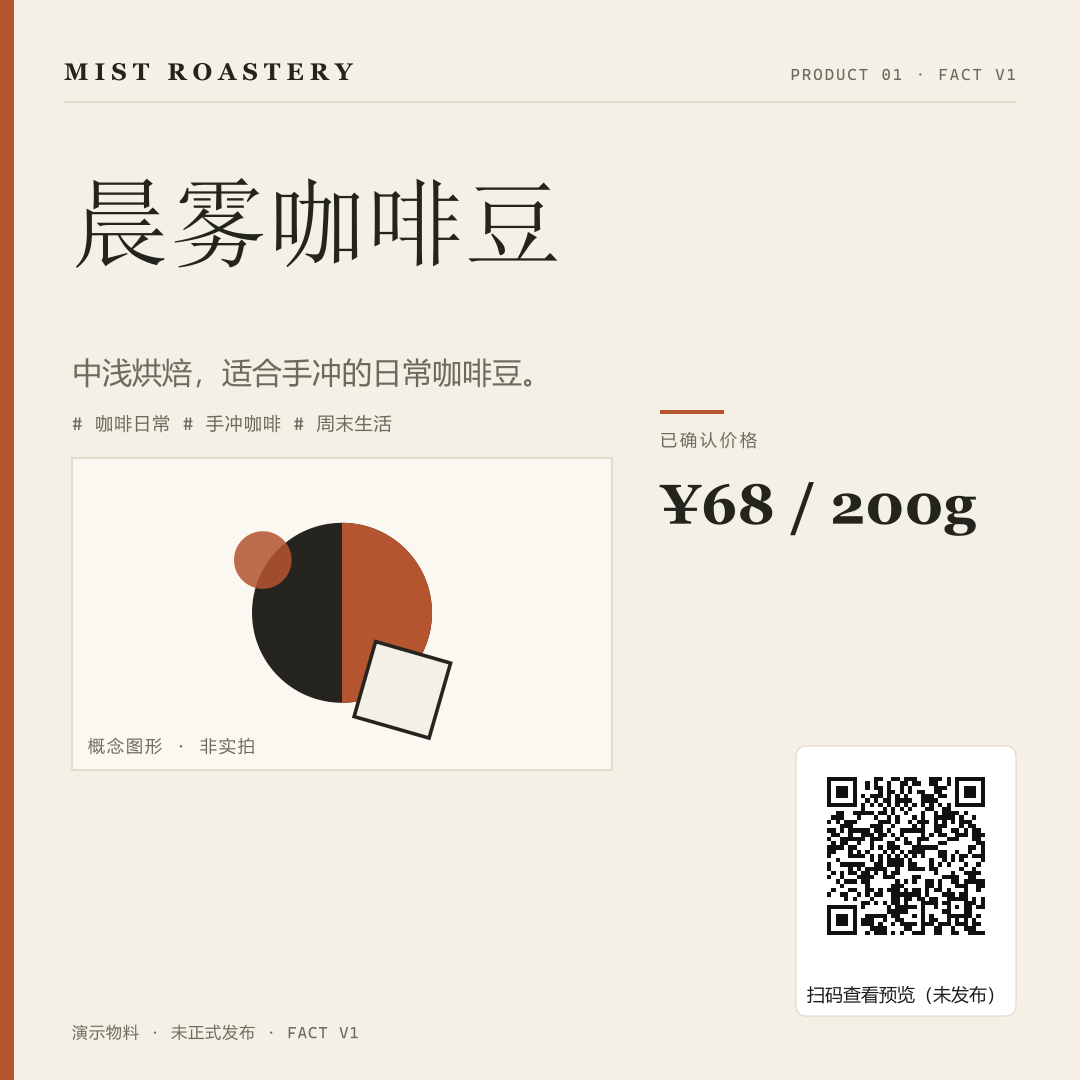 MIST ROASTERY
PRODUCT 01 · FACT V1
晨雾咖啡豆
中浅烘焙，适合手冲的日常咖啡豆。
# 咖啡日常 # 手冲咖啡 # 周末生活
已确认价格
¥68 / 200g
概念图形 · 非实拍
扫码查看预览（未发布）
演示物料 · 未正式发布 · FACT V1